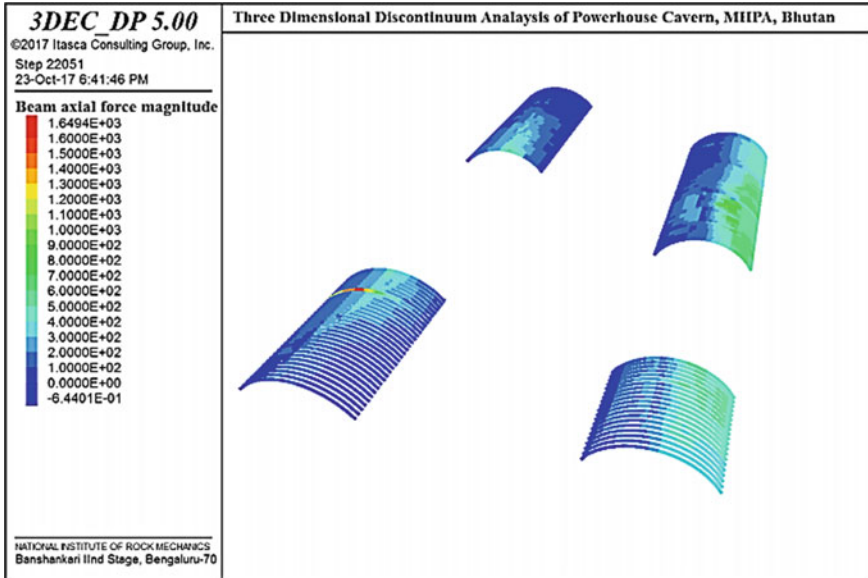 3DEC_DP 5.00
©2017 Itasca Consulting Group, Inc.
Step 22051
23-Oct-17 6:41:46 PM
Beam axial force magnitude
1.6494E+03
1.6000E+03
1.5000E+03
1.4000E+03
1.3000E+03
1.2000E+03
1.1000E+03
1.0000E+03
9.0000E+02
8.0000E+02
7.0000E+02
6.0000E+02
5.0000E+02
4.0000E+02
3.0000E+02
2.0000E+02
1.0000E+02
0.0000E+00
-6.4401E-01
NATIONAL INSTITUTE OF ROCK MECHANICS
Banshankari IInd Stage, Bengaluru-70
Three Dimensional Discontinuum Analaysis of Powerhouse Cavern, MHPA, Bhutan